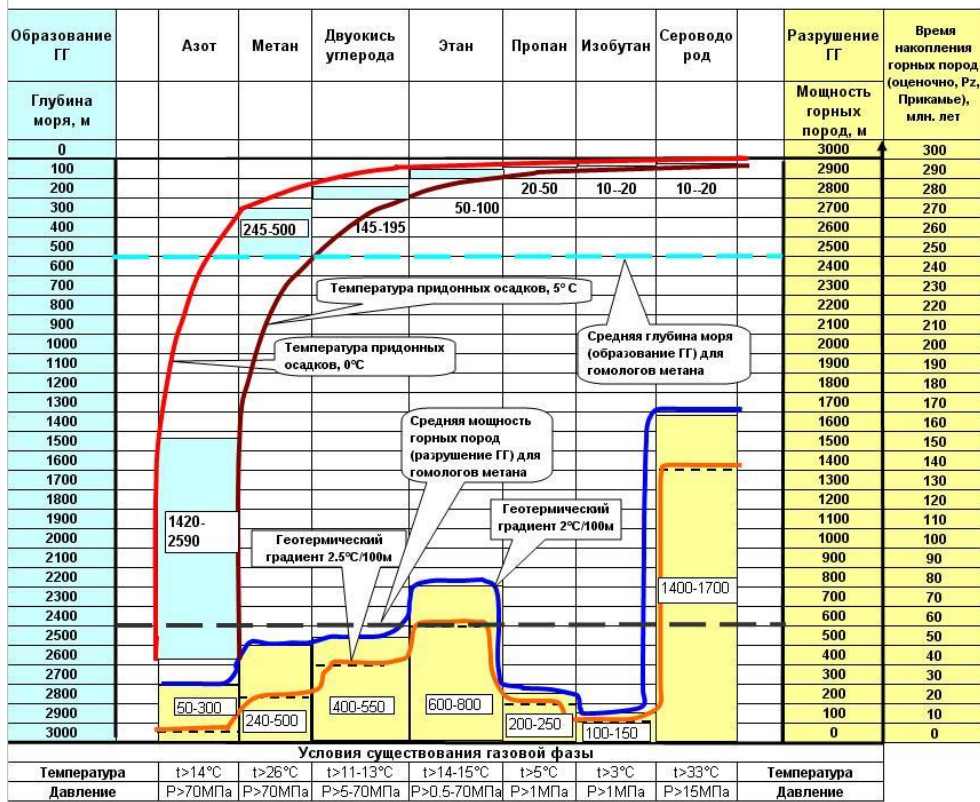 Образование ГГ
Азот
Метан
Двуокись углерода
Этан
Пропан
Изобутан
Сероводо
род
Разрушение ГГ
Время накопления горных пород (оценочно, Pz, Прикамье), млн. лет
Глубина моря, м
Мощность горных пород, м
0 3000 300
100 2900 290
200 2800 280
300 2700 270
400 2600 260
500 2500 250
600 2400 240
700 2300 230
800 2200 220
900 2100 210
1000 2000 200
1100 1900 190
1200 1800 180
1300 1700 170
1400 1600 160
1500 1500 150
1600 1400 140
1700 1300 130
1800 1200 120
1900 1100 110
2000 1000 100
2100 900 90
2200 800 80
2300 700 70
2400 600 60
2500 500 50
2600 400 40
2700 300 30
2800 200 20
2900 100 10
3000 0 0
20-50
10--20
10--20
50-100
245-500
145-195
Температура придонных осадков, 5°С
Температура придонных
осадков, 0°С
Средняя глубина моря
(образование ГГ) для
гомологов метана
Средняя мощность
горных пород
(разрушение ГГ) для
гомологов метана
1420-
2590
Геотермический
градиент 2.5°С/100м
Геотермический
градиент 2°С/100м
1400-1700
50-300
240-500
400-550
600-800
200-250
100-150
Условия существования газовой фазы
Температура t>14°С t>26°С t>11-13°С t>14-15°С t>5°С t>3°С t>33°С Температура
Давление Р>70МПа Р>70МПа Р>5-70МПа Р>0.5-70МПа Р>1МПа Р>1МПа Р>15МПа Давление